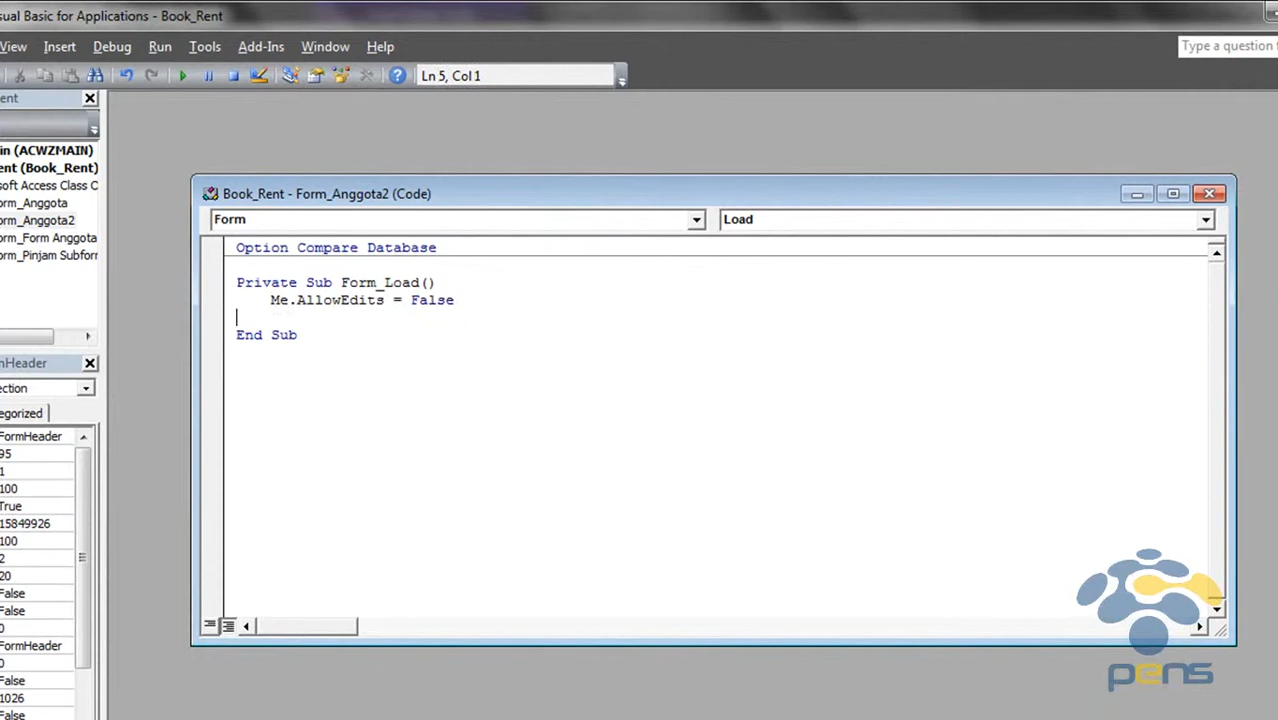 sual Basic for Applications - Book_Rent
View Insert Debug Run Tools Add-Ins Window Help
Type a question f
Ln 5, Col 1
ent
in (ACWZMAIN)
ent (Book_Rent)
soft Access Class O
orm_Anggota
orm_Anggota2
orm_Form Anggota
orm_Pinjam Subform
Book_Rent - Form_Anggota2 (Code)
Form
Load
Option Compare Database
Private Sub Form_Load()
Me.AllowEdits = False
End Sub
mHeader
ection
egorized
FormHeader
95
1
100
True
15849926
100
2
20
False
False
0
FormHeader
0
False
1026
False
pens